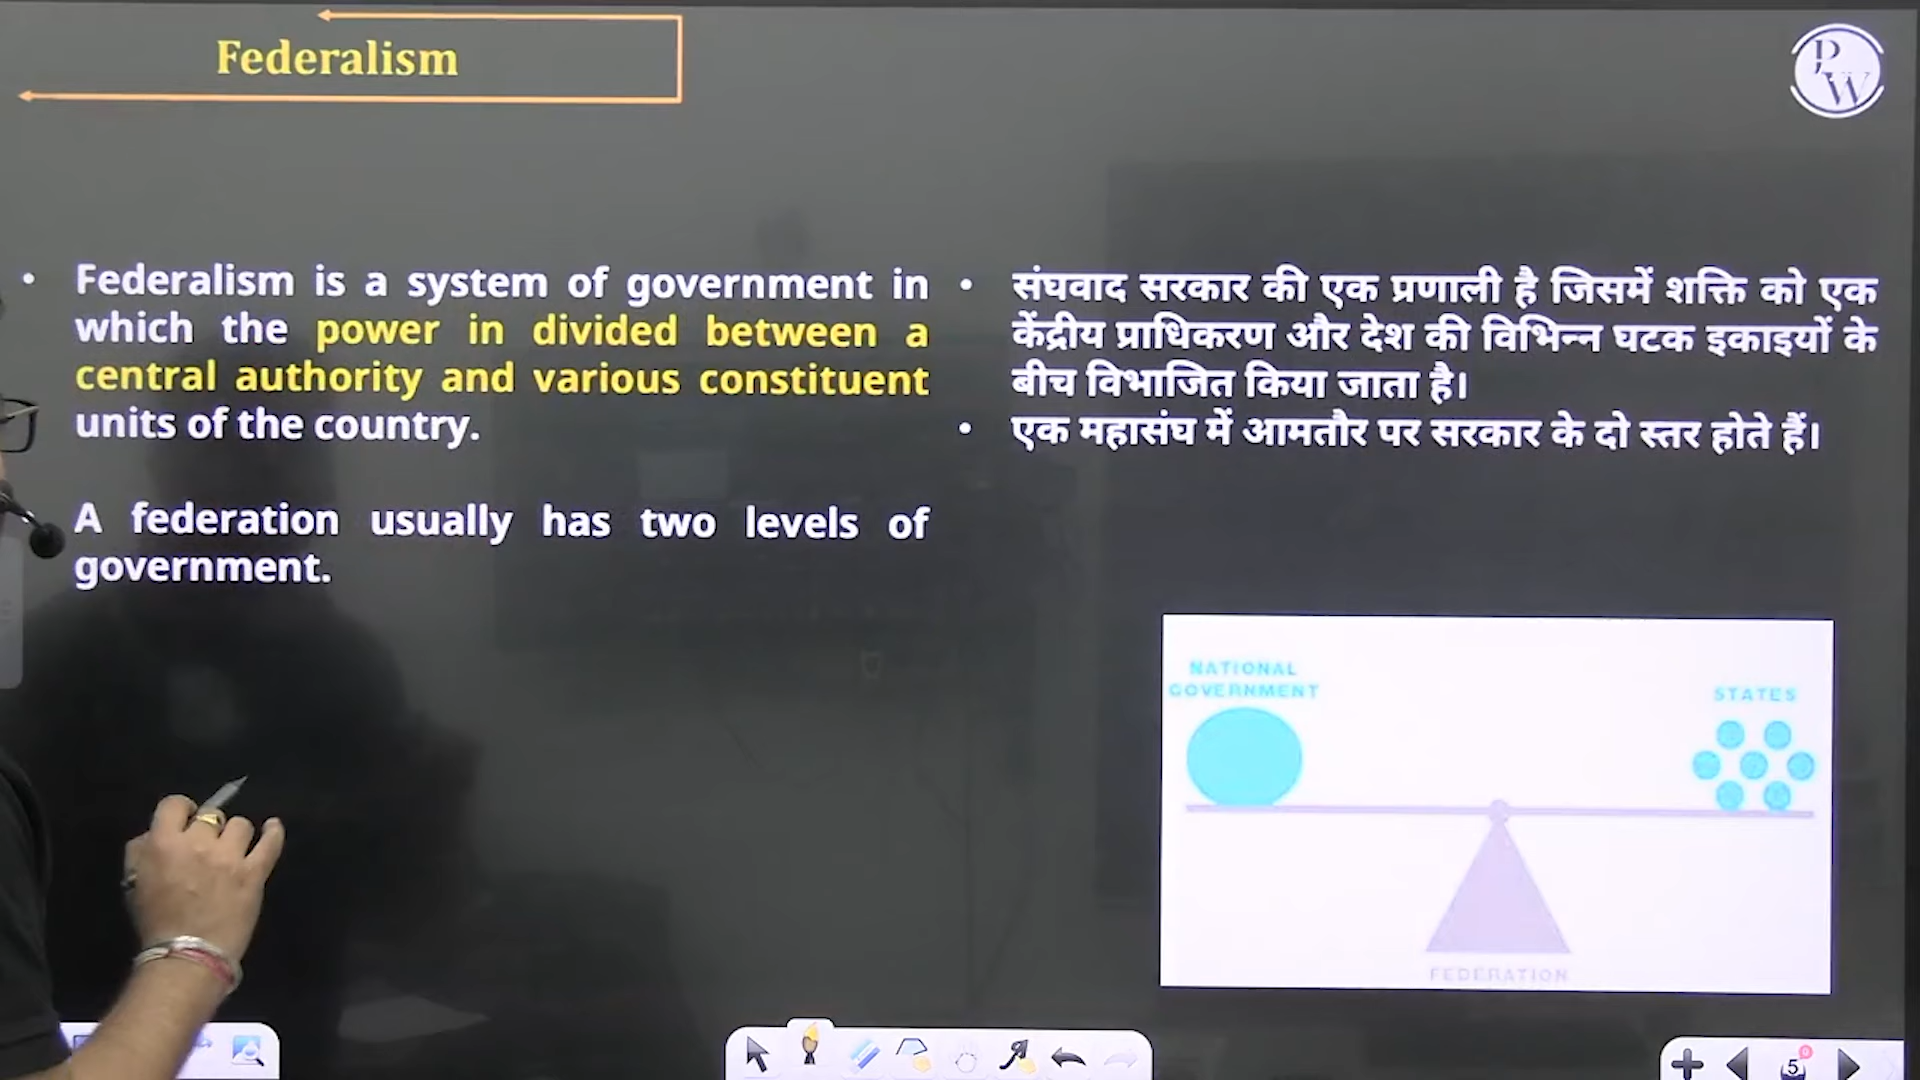 Federalism
PW
Federalism is a system of government in
which the power in divided between a
central authority and various constituent
units of the country.
A federation usually has two levels of
government.
संघवाद सरकार की एक प्रणाली है जिसमें शक्ति को एक
केंद्रीय प्राधिकरण और देश की विभिन्न घटक इकाइयों के
बीच विभाजित किया जाता है।
एक महासंघ में आमतौर पर सरकार के दो स्तर होते हैं।
NATIONAL
GOVERNMENT
STATES
FEDERATION
5